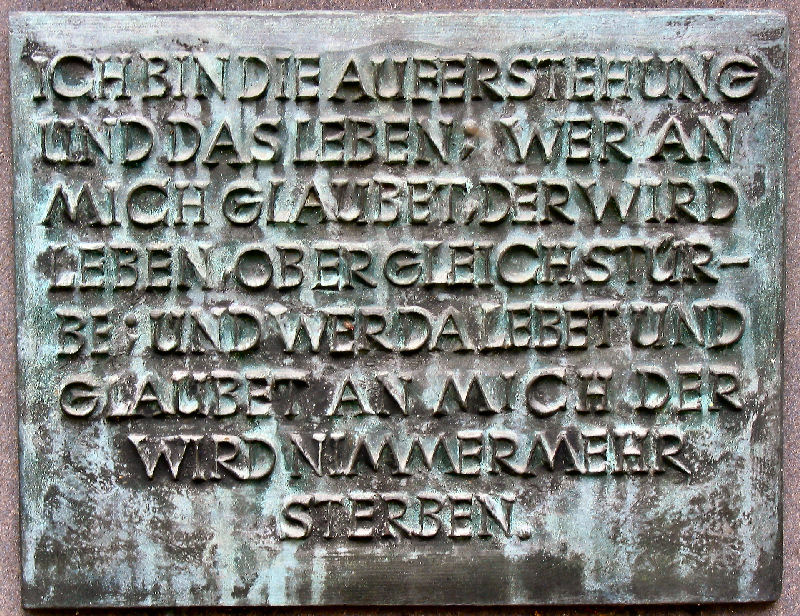 ICH BIN DIE AUFERSTEHUNG
UND DAS LEBEN; WER AN
MICH GLAUBET, DER WIRD
LEBEN, OB ER GLEICH STÜR-
BE; UND WER DA LEBET UND
GLAUBET AN MICH DER
WIRD NIMMERMEHR
STERBEN.